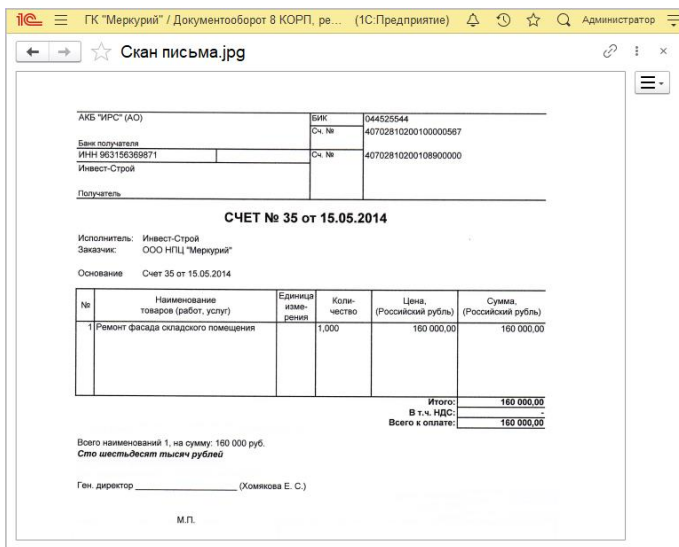 1С ГК "Меркурий" / Документооборот 8 КОРП, ре... (1С:Предприятие) Администратор
Скан письма.jpg
АКБ "ИРС" (АО) БИК 044525544
Сч. № 40702810200100000567
Банк получателя
ИНН 963156369871 Сч. № 40702810200108900000
Инвест-Строй
Получатель
СЧЕТ № 35 от 15.05.2014
Исполнитель: Инвест-Строй
Заказчик: ООО НПЦ "Меркурий"
Основание Счет 35 от 15.05.2014
№ Наименование товаров (работ, услуг) Единица изме-рения Коли-чество Цена, (Российский рубль) Сумма, (Российский рубль)
1 Ремонт фасада складского помещения 1,000 160 000,00 160 000,00
Итого: 160 000,00
В т.ч. НДС: -
Всего к оплате: 160 000,00
Всего наименований 1, на сумму: 160 000 руб.
Сто шестьдесят тысяч рублей
Ген. директор (Хомякова Е. С.)
М.П.